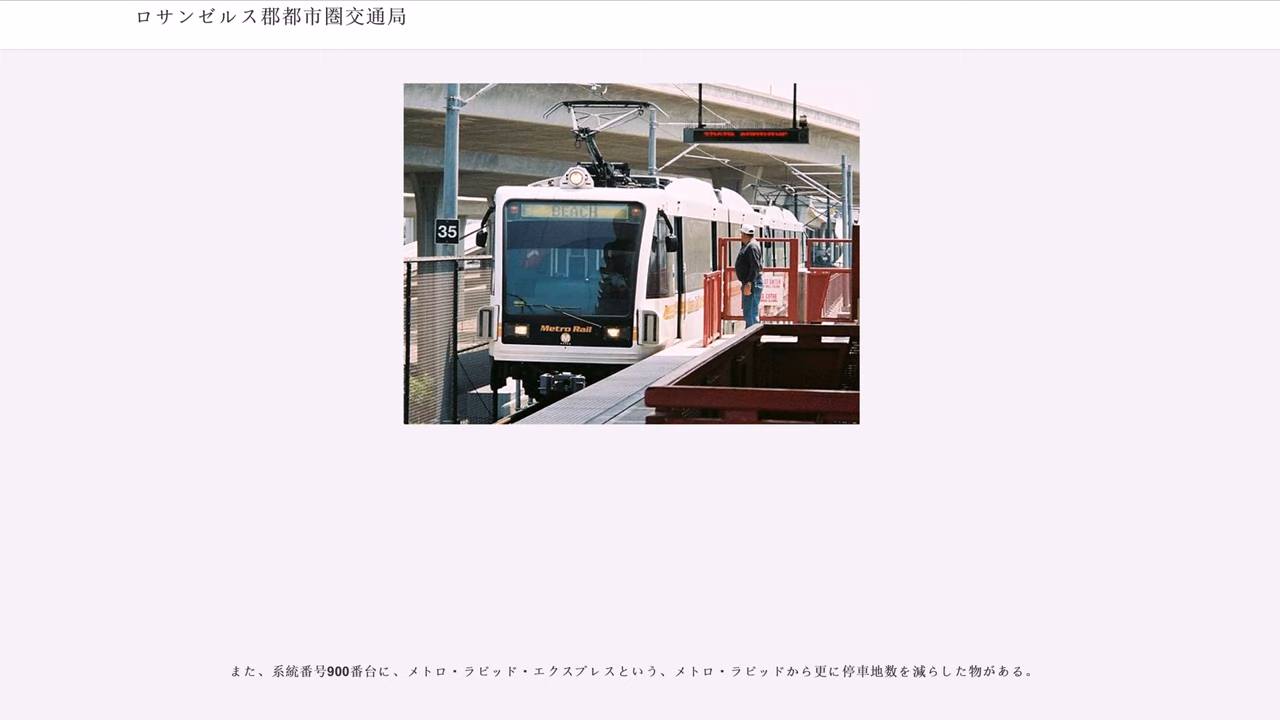 ロサンゼルス郡都市圏交通局
BEACH
35
Metro Rail
また、系統番号900番台に、メトロ・ラピッド・エクスプレスという、メトロ・ラピッドから更に停車地数を減らした物がある。